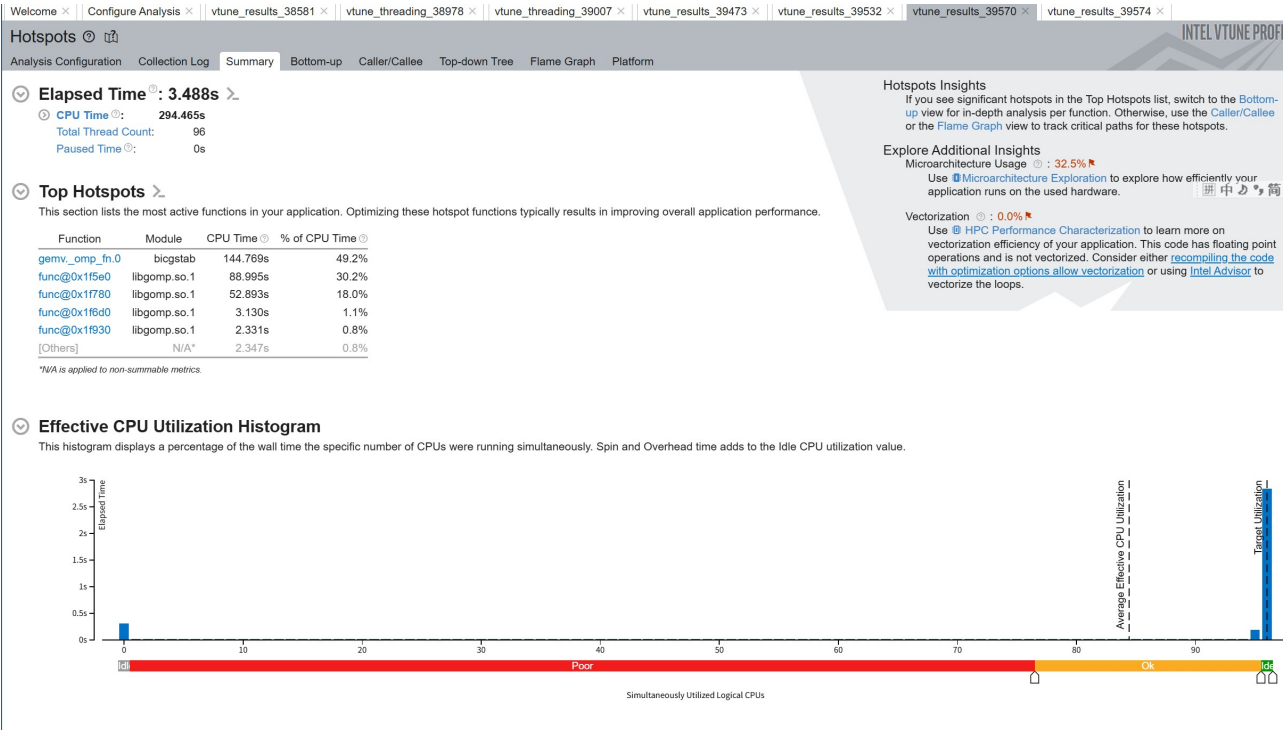 Welcome × Configure Analysis × vtune_results_38581 × vtune_threading_38978 × vtune_threading_39007 × vtune_results_39473 × vtune_results_39532 × vtune_results_39570 × vtune_results_39574 ×
Hotspots
INTEL VTUNE PROFI
Analysis Configuration Collection Log Summary Bottom-up Caller/Callee Top-down Tree Flame Graph Platform
Elapsed Time: 3.488s
CPU Time: 294.465s
Total Thread Count: 96
Paused Time: 0s
Top Hotspots
This section lists the most active functions in your application. Optimizing these hotspot functions typically results in improving overall application performance.
Function Module CPU Time % of CPU Time
gemv._omp_fn.0 bicgstab 144.769s 49.2%
func@0x1f5e0 libgomp.so.1 88.995s 30.2%
func@0x1f780 libgomp.so.1 52.893s 18.0%
func@0x1f6d0 libgomp.so.1 3.130s 1.1%
func@0x1f930 libgomp.so.1 2.331s 0.8%
[Others] N/A* 2.347s 0.8%
*N/A is applied to non-summable metrics.
Hotspots Insights
If you see significant hotspots in the Top Hotspots list, switch to the Bottom-
up view for in-depth analysis per function. Otherwise, use the Caller/Callee
or the Flame Graph view to track critical paths for these hotspots.
Explore Additional Insights
Microarchitecture Usage : 32.5%
Use Microarchitecture Exploration to explore how efficiently your
application runs on the used hardware.
拼 中 简
Vectorization : 0.0%
Use HPC Performance Characterization to learn more on
vectorization efficiency of your application. This code has floating point
operations and is not vectorized. Consider either recompiling the code
with optimization options allow vectorization or using Intel Advisor to
vectorize the loops.
Effective CPU Utilization Histogram
This histogram displays a percentage of the wall time the specific number of CPUs were running simultaneously. Spin and Overhead time adds to the Idle CPU utilization value.
Elapsed Time
3s
2.5s
2s
1.5s
1s
0.5s
0s
Average Effective CPU Utilization
Target Utilization
0 10 20 30 40 50 60 70 80 90
Idl Poor Ok Ide
Simultaneously Utilized Logical CPUs